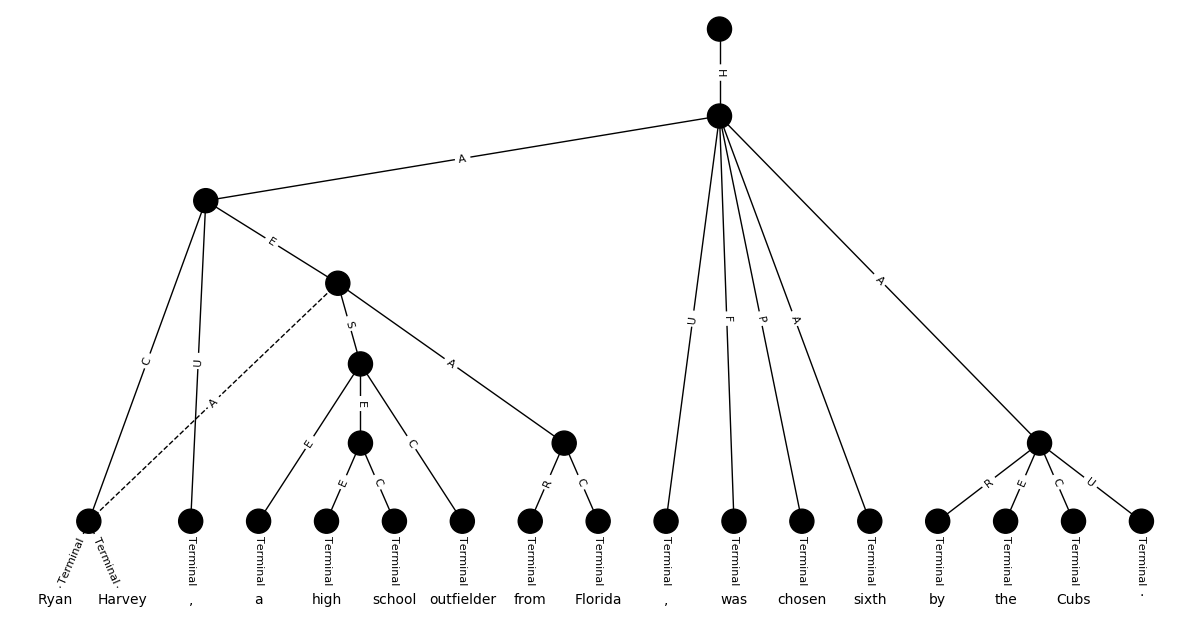 H
A
E
A
C
U
S
A
U
F
P
A
A
E
E
C
E
C
R
C
R
E
C
U
Terminal Terminal Terminal Terminal Terminal Terminal Terminal Terminal Terminal Terminal Terminal Terminal Terminal Terminal Terminal Terminal Terminal
Ryan Harvey , a high school outfielder from Florida , was chosen sixth by the Cubs .